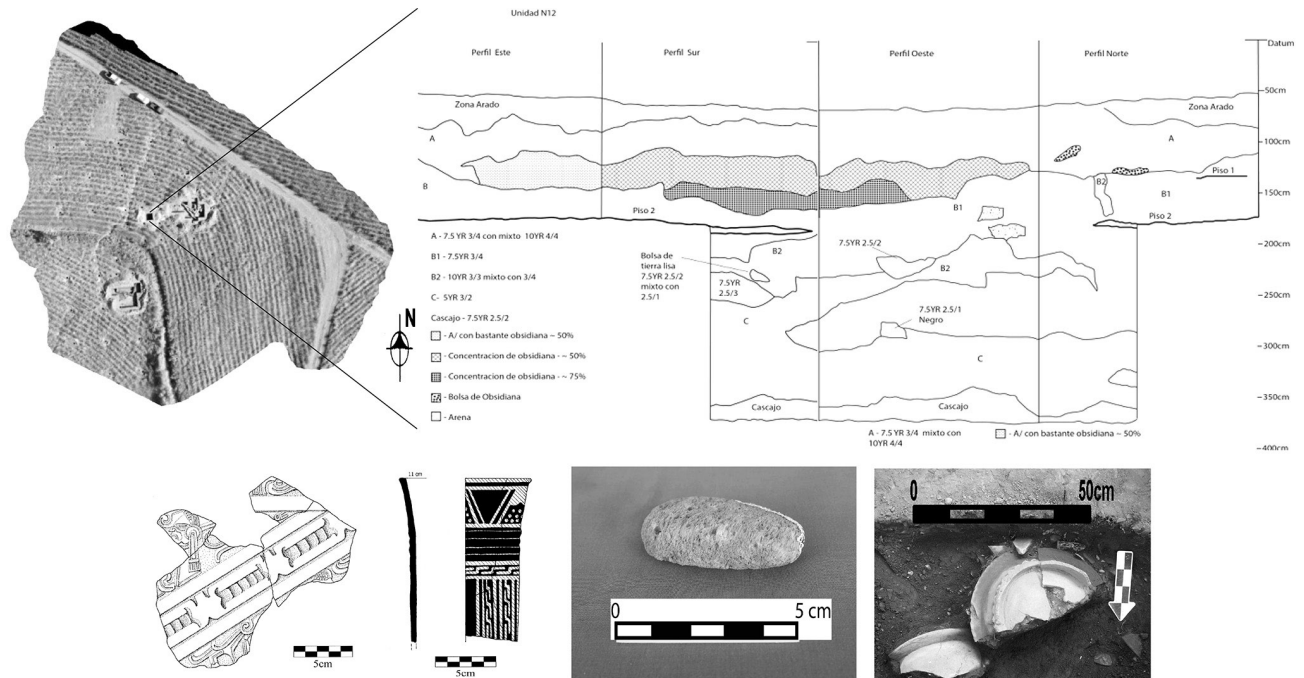 Unidad N12
Perfil Este
Perfil Sur
Perfil Oeste
Perfil Norte
Datum
Zona Arado
Zona Arado
A
A
B
B1
B2
B1
Piso 1
Piso 2
Piso 2
-50cm
-100cm
-150cm
-200cm
-250cm
-300cm
-350cm
-400cm
A - 7.5 YR 3/4 con mixto 10YR 4/4
B1 - 7.5YR 3/4
B2 - 10YR 3/3 mixto con 3/4
C- 5YR 3/2
Cascajo - 7.5YR 2.5/2
- A/ con bastante obsidiana ~ 50%
- Concentracion de obsidiana - ~ 50%
- Concentracion de obsidiana - ~ 75%
- Bolsa de Obsidiana
- Arena
N
Bolsa de
tierra lisa
7.5YR 2.5/2
mixto con
2.5/1
B2
7.5YR
2.5/3
C
7.5YR 2.5/2
B2
7.5YR 2.5/1
Negro
C
Cascajo
Cascajo
A - 7.5 YR 3/4 mixto con
10YR 4/4
- A/ con bastante obsidiana ~ 50%
5cm
11 cm
5cm
0 5 cm
0 50cm